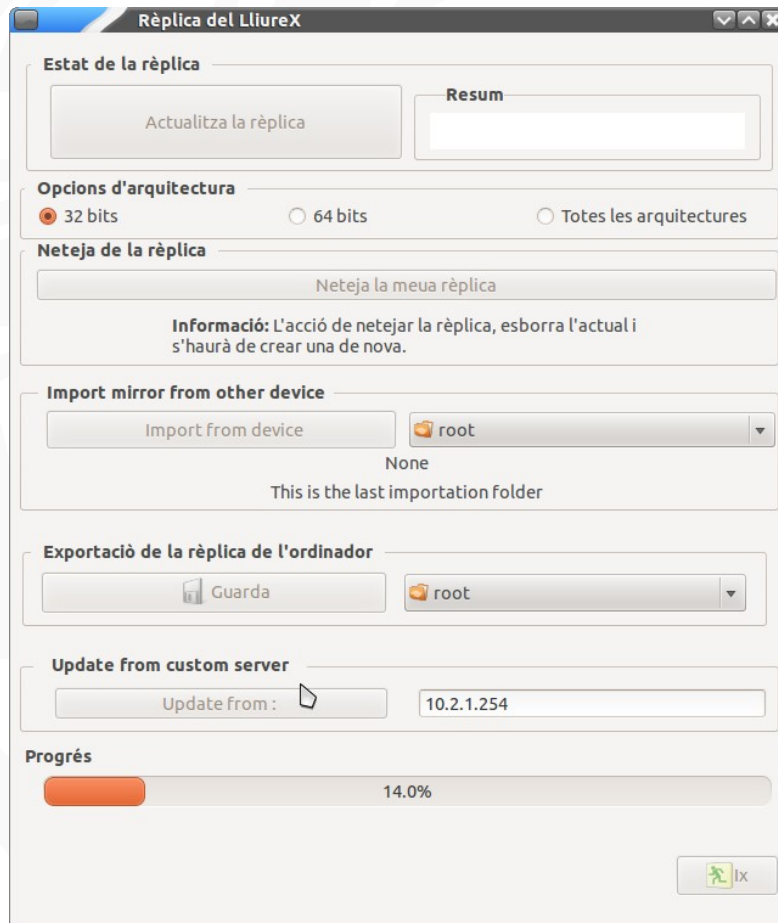 Rèplica del LliureX
Estat de la rèplica
Actualitza la rèplica
Resum
Opcions d'arquitectura
32 bits
64 bits
Totes les arquitectures
Neteja de la rèplica
Neteja la meua rèplica
Informació: L'acció de netejar la rèplica, esborra l'actual i
s'haurà de crear una de nova.
Import mirror from other device
Import from device
root
None
This is the last importation folder
Exportaciò de la rèplica de l'ordinador
Guarda
root
Update from custom server
Update from :
10.2.1.254
Progrés
14.0%
Ix